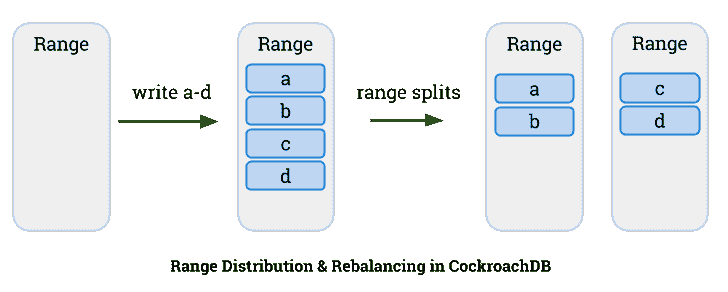 Range
write a-d
Range
a
b
c
d
range splits
Range
a
b
Range
c
d
Range Distribution & Rebalancing in CockroachDB